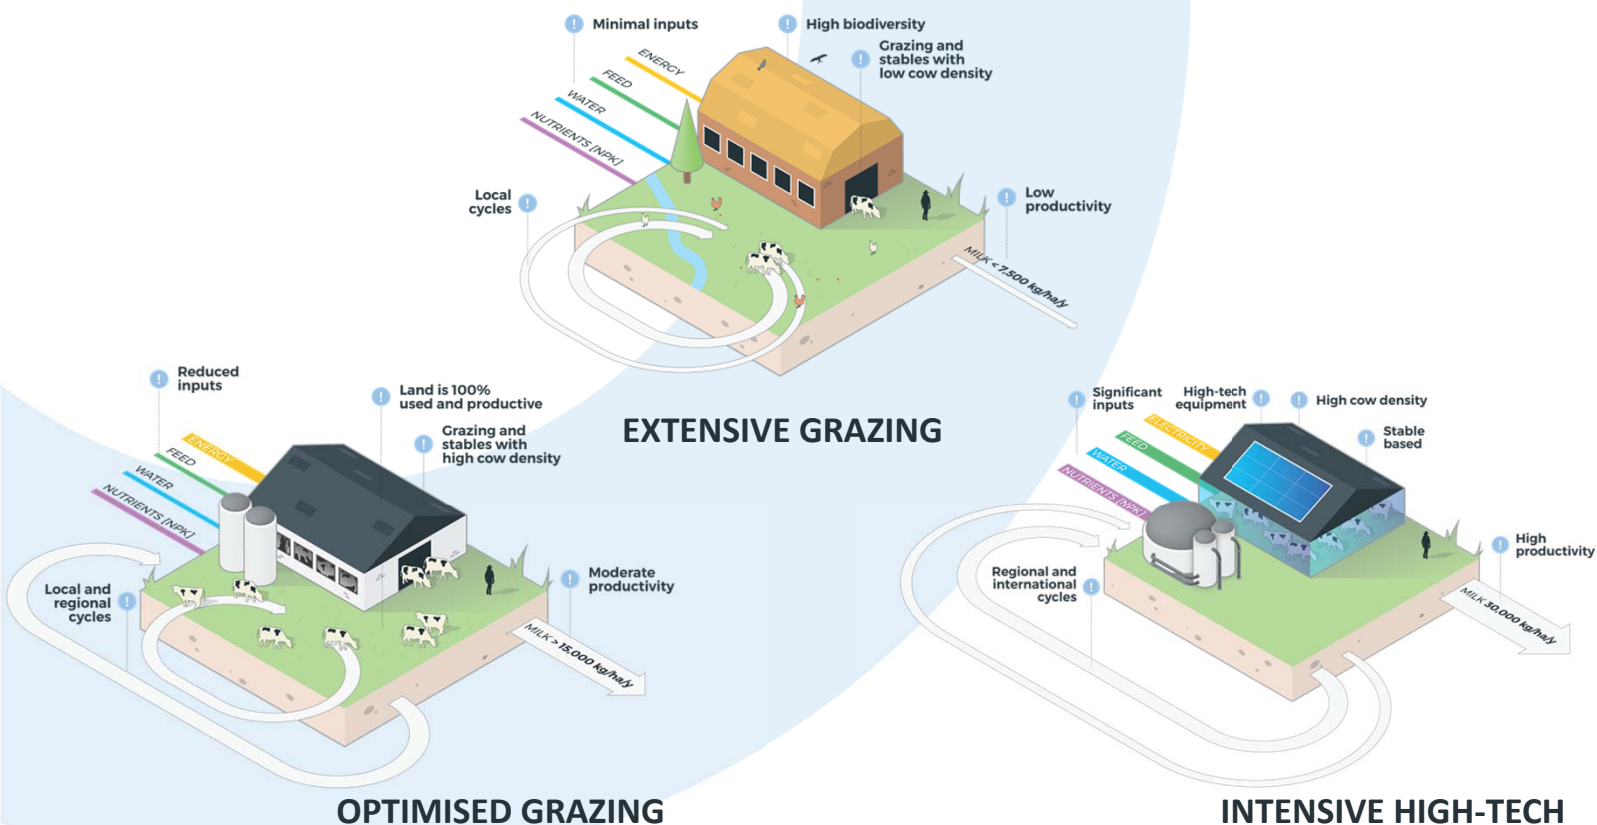 Minimal inputs
High biodiversity
Grazing and
stables with
low cow density
ENERGY
FEED
WATER
NUTRIENTS [NPK]
Local
cycles
Low
productivity
MILK < 7,500 kg/ha/y
EXTENSIVE GRAZING
Reduced
inputs
Land is 100%
used and productive
Grazing and
stables with
high cow density
ENERGY
FEED
WATER
NUTRIENTS [NPK]
Local and
regional
cycles
Moderate
productivity
MILK > 15,000 kg/ha/y
OPTIMISED GRAZING
Significant
inputs
High-tech
equipment
High cow density
Stable
based
ELECTRICITY
FEED
WATER
NUTRIENTS [NPK]
Regional and
international
cycles
High
productivity
MILK 30,000 kg/ha/y
INTENSIVE HIGH-TECH